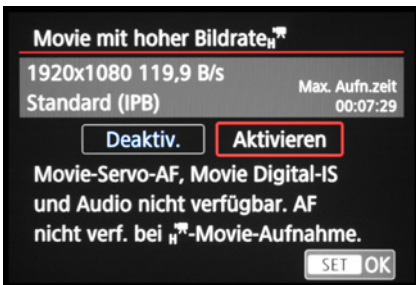 Movie mit hoher Bildrate H
1920x1080 119,9 B/s
Standard (IPB)
Max. Aufn.zeit
00:07:29
Deaktiv. Aktivieren
Movie-Servo-AF, Movie Digital-IS
und Audio nicht verfügbar. AF
nicht verf. bei H-Movie-Aufnahme.
SET OK